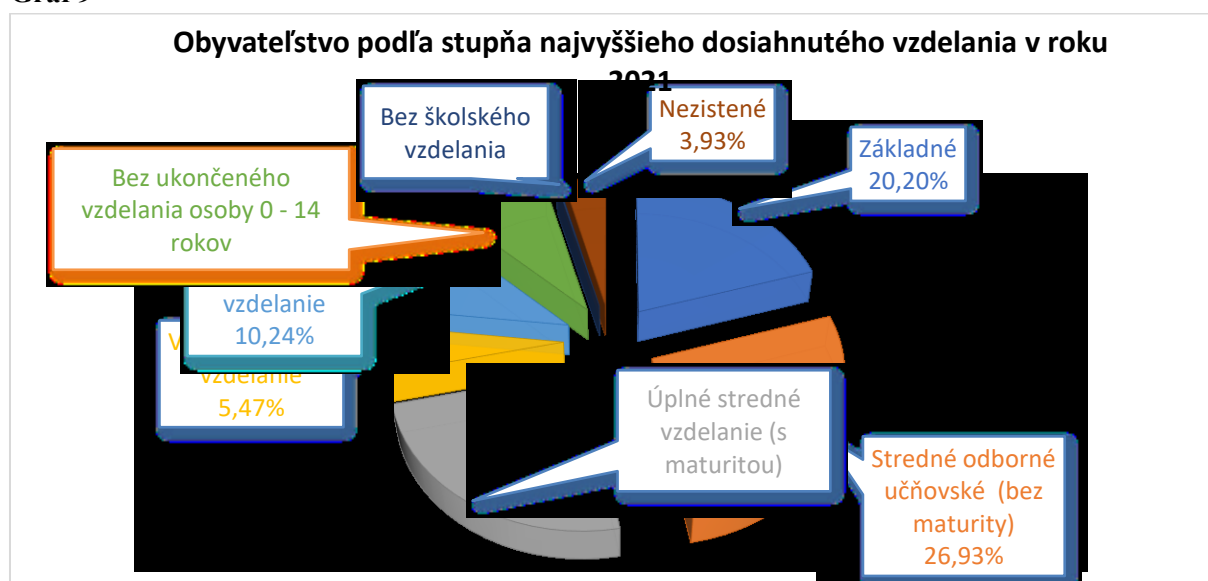 Obyvateľstvo podľa stupňa najvyššieho dosiahnutého vzdelania v roku
2021
Bez školského
vzdelania
Nezistené
3,93%
Základné
20,20%
Bez ukončeného
vzdelania osoby 0 - 14
rokov
vzdelanie
10,24%
vzdelanie
5,47%
Úplné stredné
vzdelanie (s
maturitou)
Stredné odborné
učňovské (bez
maturity)
26,93%